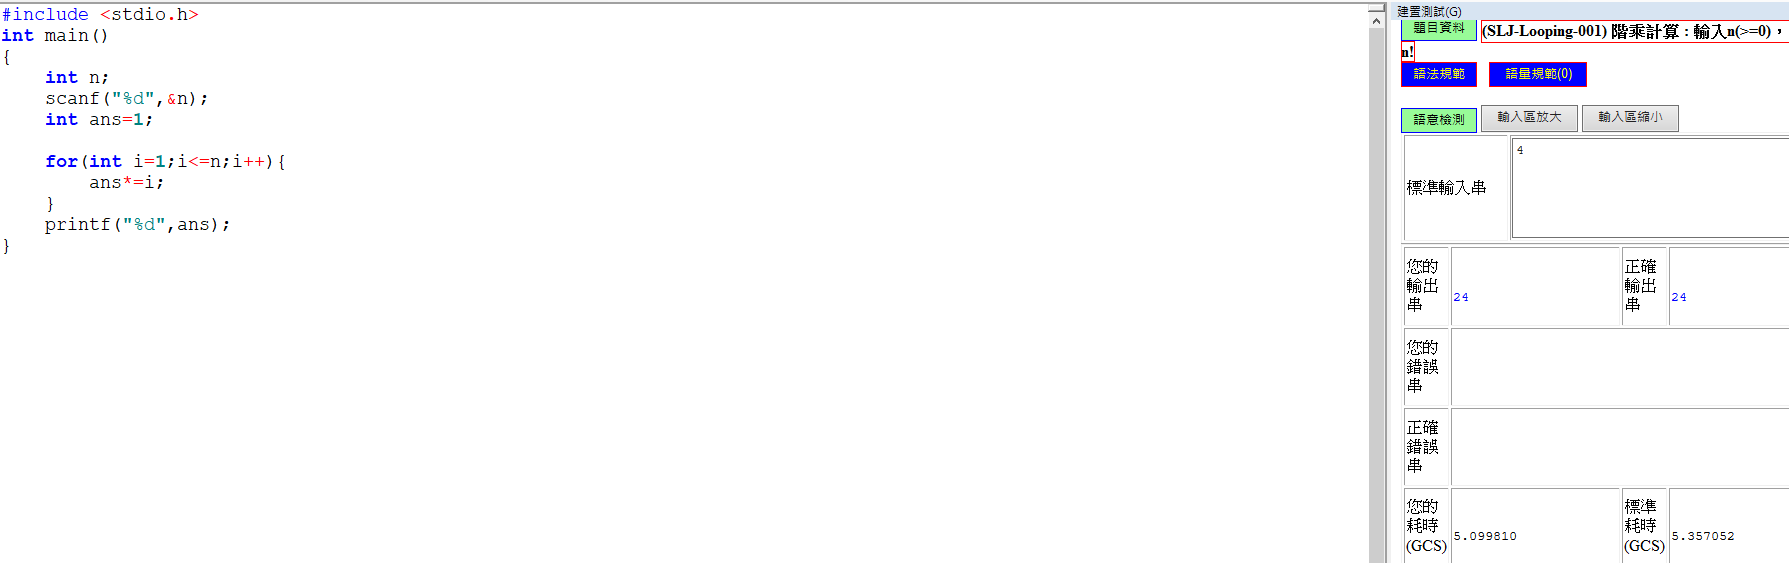 #include <stdio.h>
int main()
{
    int n;
    scanf("%d",&n);
    int ans=1;

    for(int i=1;i<=n;i++){
        ans*=i;
    }
    printf("%d",ans);
}
建置測試(G)
題目資料 (SLJ-Looping-001) 階乘計算：輸入n(>=0)，
n!
語法規範 語量規範(0)
語意檢測 輸入區放大 輸入區縮小
標準輸入串
4
您的
輸出
串
24
正確
輸出
串
24
您的
錯誤
串
正確
錯誤
串
您的
耗時
(GCS)
5.099810
標準
耗時
(GCS)
5.357052